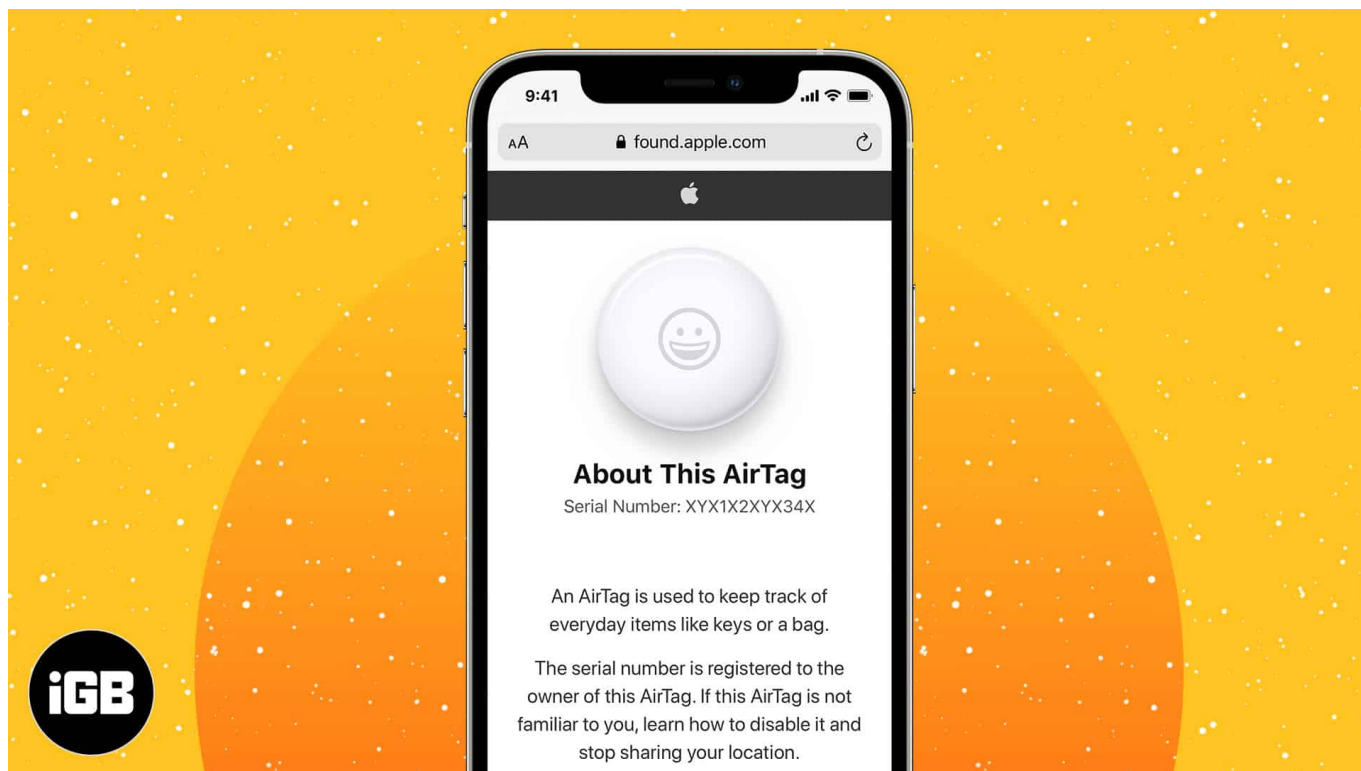 9:41
AA
found.apple.com
About This AirTag
Serial Number: XYX1X2XYX34X
An AirTag is used to keep track of
everyday items like keys or a bag.
The serial number is registered to the
owner of this AirTag. If this AirTag is not
familiar to you, learn how to disable it and
stop sharing your location.
iGB